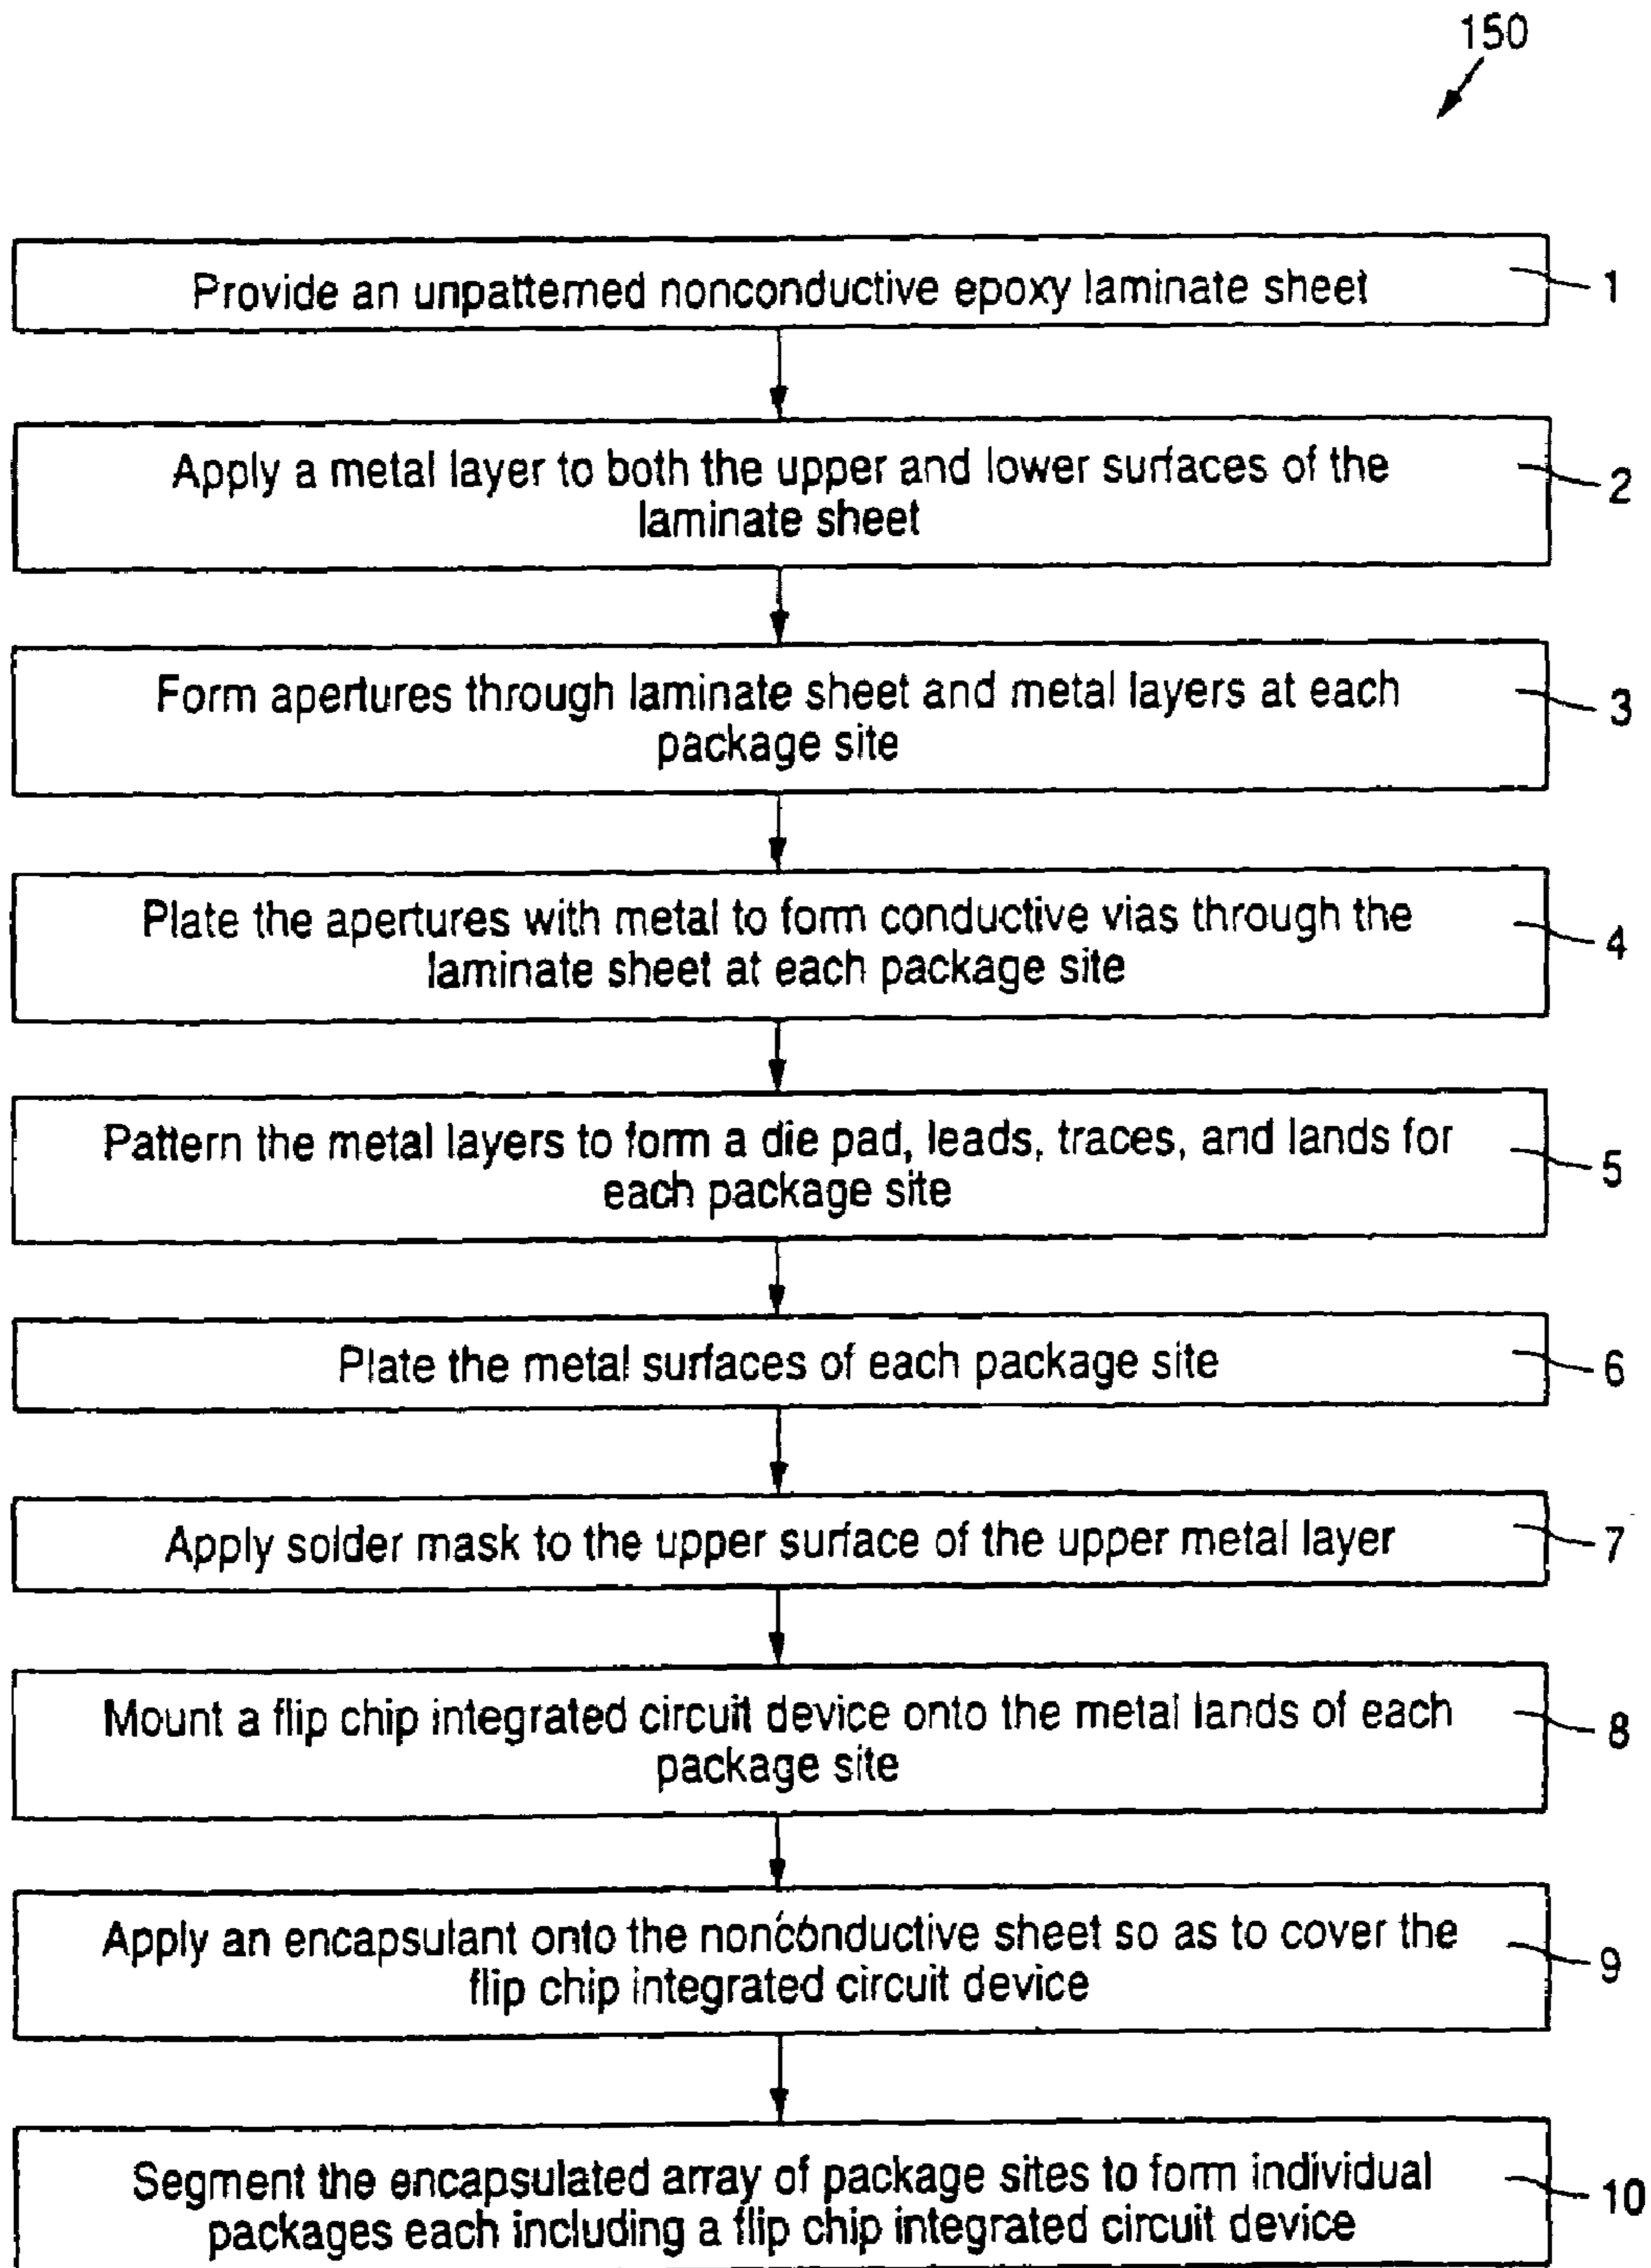 150
Provide an unpatterned nonconductive epoxy laminate sheet
1
Apply a metal layer to both the upper and lower surfaces of the
laminate sheet
2
Form apertures through laminate sheet and metal layers at each
package site
3
Plate the apertures with metal to form conductive vias through the
laminate sheet at each package site
4
Pattern the metal layers to form a die pad, leads, traces, and lands for
each package site
5
Plate the metal surfaces of each package site
6
Apply solder mask to the upper surface of the upper metal layer
7
Mount a flip chip integrated circuit device onto the metal lands of each
package site
8
Apply an encapsulant onto the nonconductive sheet so as to cover the
flip chip integrated circuit device
9
Segment the encapsulated array of package sites to form individual
packages each including a flip chip integrated circuit device
10